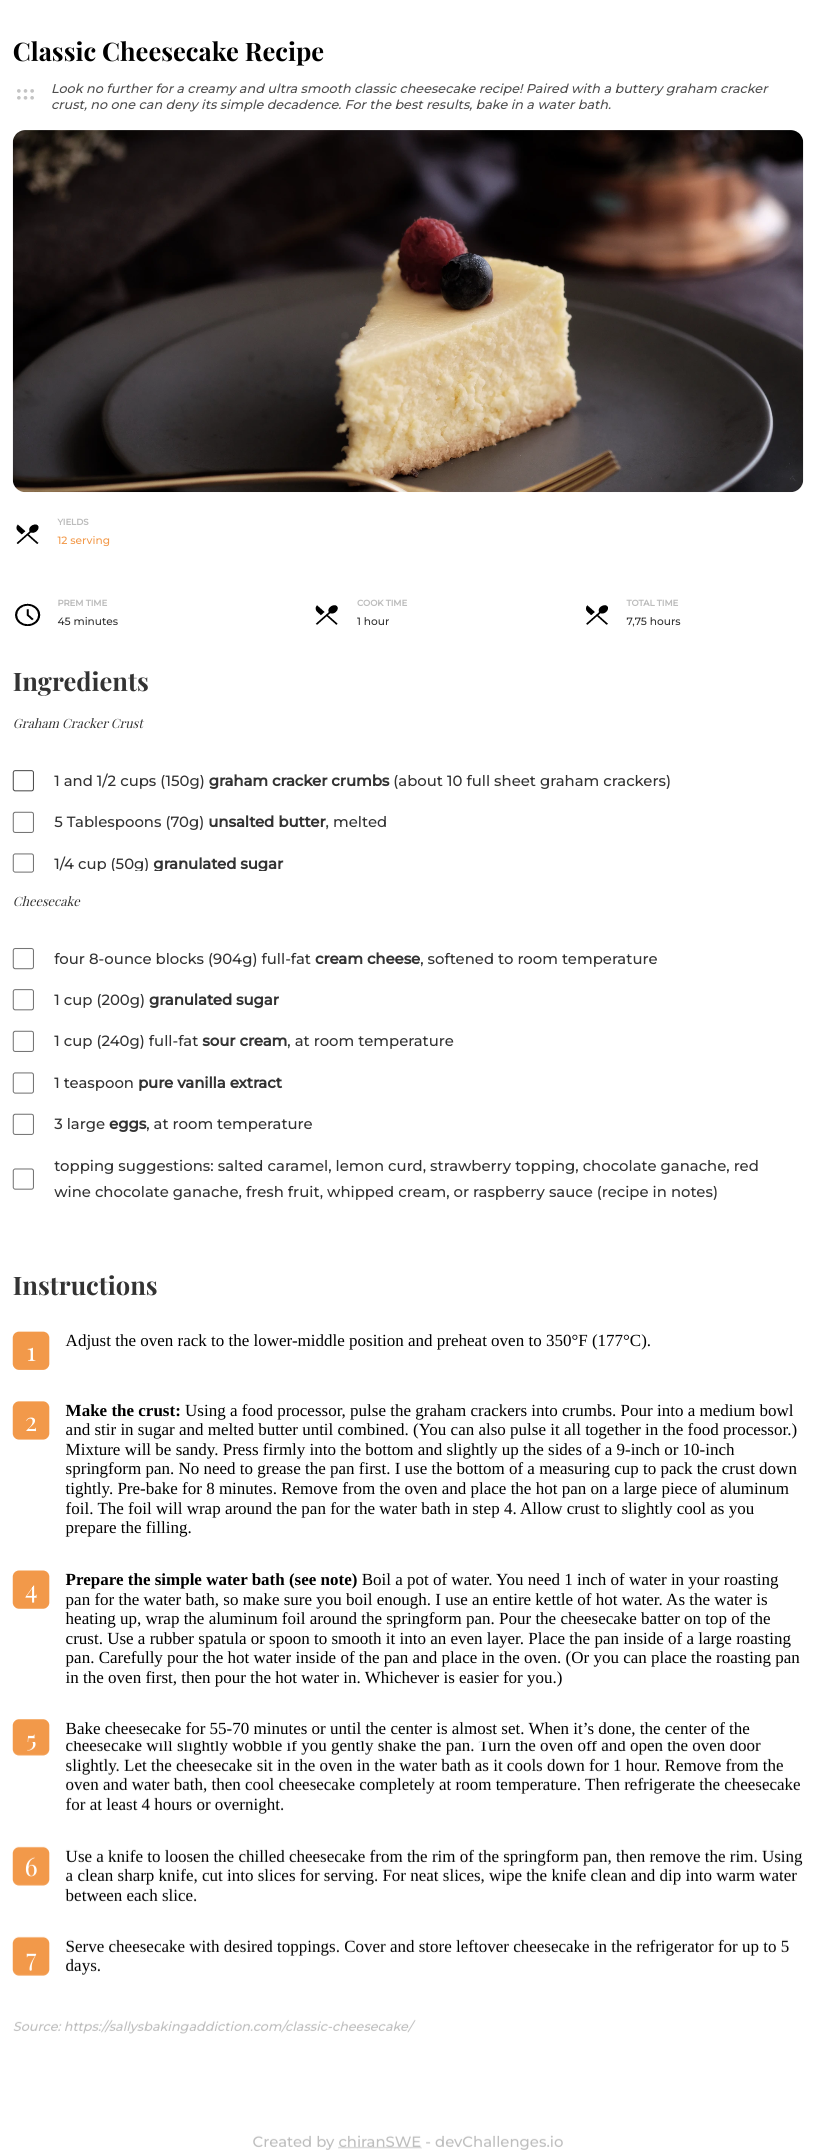 Classic Cheesecake Recipe
Look no further for a creamy and ultra smooth classic cheesecake recipe! Paired with a buttery graham cracker
crust, no one can deny its simple decadence. For the best results, bake in a water bath.
YIELDS
12 serving
PREM TIME
45 minutes
COOK TIME
1 hour
TOTAL TIME
7,75 hours
Ingredients
Graham Cracker Crust
1 and 1/2 cups (150g) graham cracker crumbs (about 10 full sheet graham crackers)
5 Tablespoons (70g) unsalted butter, melted
1/4 cup (50g) granulated sugar
Cheesecake
four 8-ounce blocks (904g) full-fat cream cheese, softened to room temperature
1 cup (200g) granulated sugar
1 cup (240g) full-fat sour cream, at room temperature
1 teaspoon pure vanilla extract
3 large eggs, at room temperature
topping suggestions: salted caramel, lemon curd, strawberry topping, chocolate ganache, red
wine chocolate ganache, fresh fruit, whipped cream, or raspberry sauce (recipe in notes)
Instructions
1 Adjust the oven rack to the lower-middle position and preheat oven to 350°F (177°C).
2 Make the crust: Using a food processor, pulse the graham crackers into crumbs. Pour into a medium bowl
and stir in sugar and melted butter until combined. (You can also pulse it all together in the food processor.)
Mixture will be sandy. Press firmly into the bottom and slightly up the sides of a 9-inch or 10-inch
springform pan. No need to grease the pan first. I use the bottom of a measuring cup to pack the crust down
tightly. Pre-bake for 8 minutes. Remove from the oven and place the hot pan on a large piece of aluminum
foil. The foil will wrap around the pan for the water bath in step 4. Allow crust to slightly cool as you
prepare the filling.
4 Prepare the simple water bath (see note) Boil a pot of water. You need 1 inch of water in your roasting
pan for the water bath, so make sure you boil enough. I use an entire kettle of hot water. As the water is
heating up, wrap the aluminum foil around the springform pan. Pour the cheesecake batter on top of the
crust. Use a rubber spatula or spoon to smooth it into an even layer. Place the pan inside of a large roasting
pan. Carefully pour the hot water inside of the pan and place in the oven. (Or you can place the roasting pan
in the oven first, then pour the hot water in. Whichever is easier for you.)
5 Bake cheesecake for 55-70 minutes or until the center is almost set. When it’s done, the center of the
cheesecake will slightly wobble if you gently shake the pan. Turn the oven off and open the oven door
slightly. Let the cheesecake sit in the oven in the water bath as it cools down for 1 hour. Remove from the
oven and water bath, then cool cheesecake completely at room temperature. Then refrigerate the cheesecake
for at least 4 hours or overnight.
6 Use a knife to loosen the chilled cheesecake from the rim of the springform pan, then remove the rim. Using
a clean sharp knife, cut into slices for serving. For neat slices, wipe the knife clean and dip into warm water
between each slice.
7 Serve cheesecake with desired toppings. Cover and store leftover cheesecake in the refrigerator for up to 5
days.
Source: https://sallysbakingaddiction.com/classic-cheesecake/
Created by chiranSWE - devChallenges.io